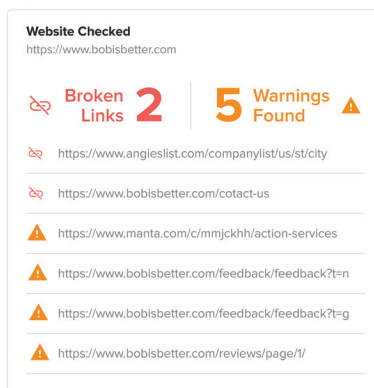 Website Checked
https://www.bobisbetter.com
Broken Links 2
5 Warnings Found
https://www.angieslist.com/companylist/us/st/city
https://www.bobisbetter.com/cotact-us
https://www.manta.com/c/mmjckhh/action-services
https://www.bobisbetter.com/feedback/feedback?t=n
https://www.bobisbetter.com/feedback/feedback?t=g
https://www.bobisbetter.com/reviews/page/1/